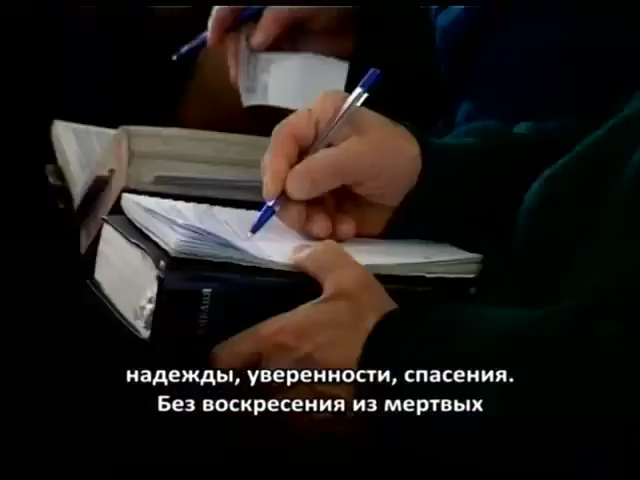 надежды, уверенности, спасения.
Без воскресения из мертвых